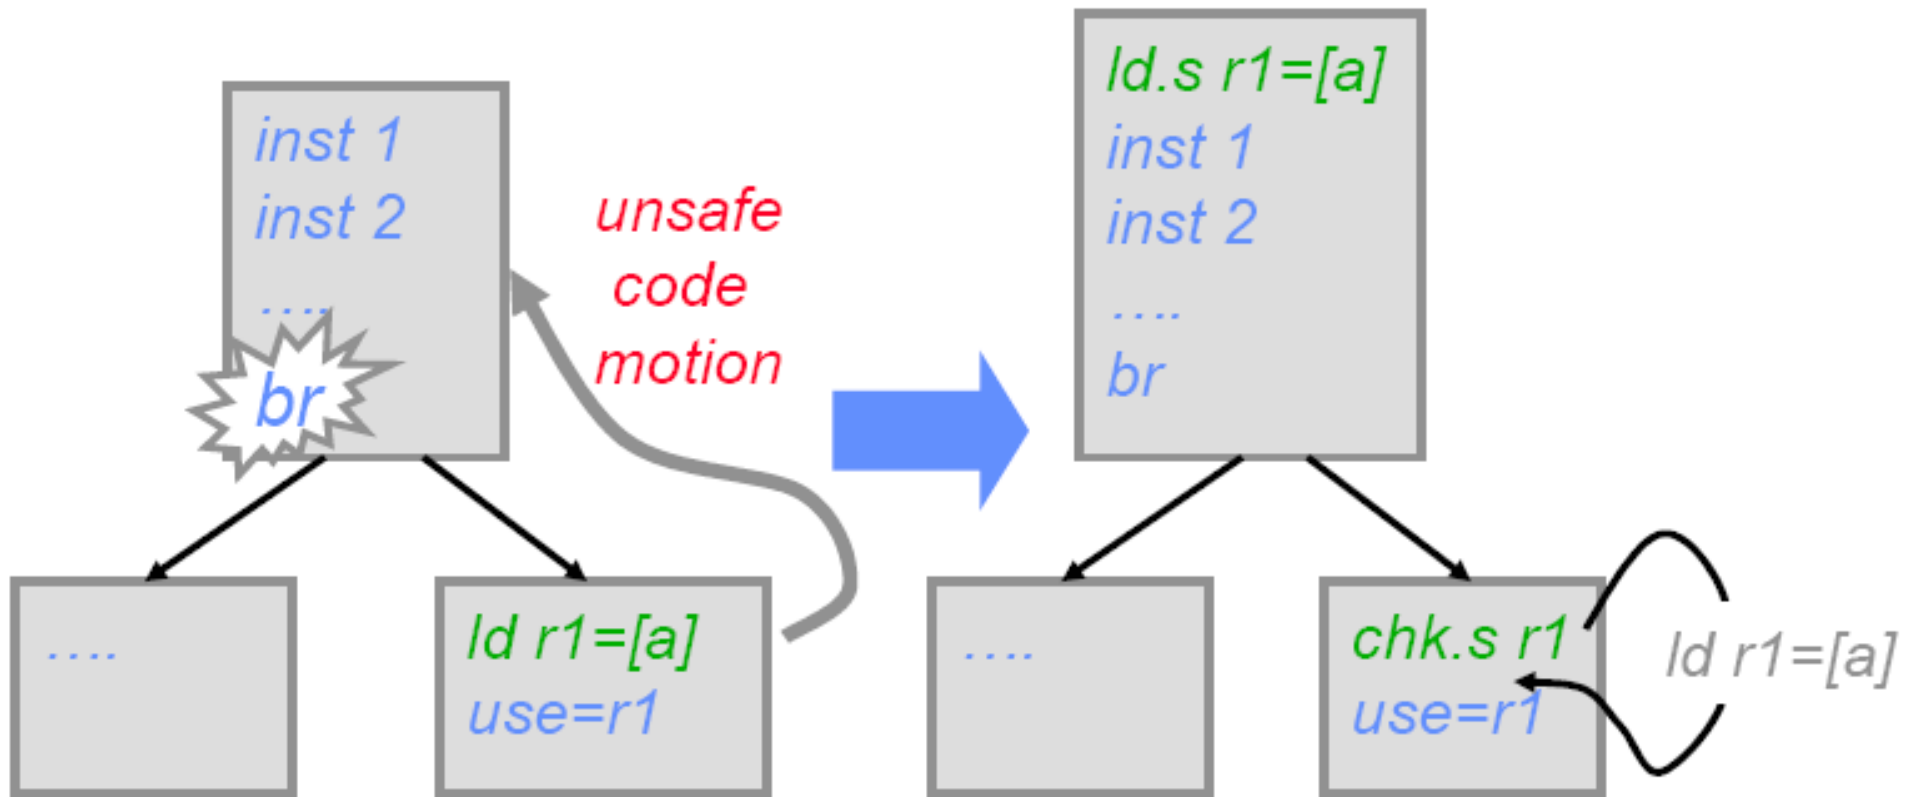 inst 1
inst 2
....
br
unsafe
code
motion
....
ld r1=[a]
use=r1
ld.s r1=[a]
inst 1
inst 2
....
br
....
chk.s r1
use=r1
ld r1=[a]